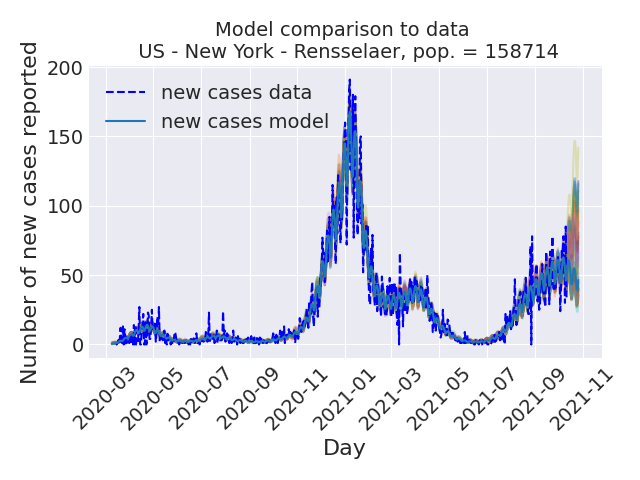 Model comparison to data
US - New York - Rensselaer, pop. = 158714
Number of new cases reported
200
150
100
50
0
new cases data
new cases model
2020-03
2020-05
2020-07
2020-09
2020-11
2021-01
2021-03
2021-05
2021-07
2021-09
2021-11
Day